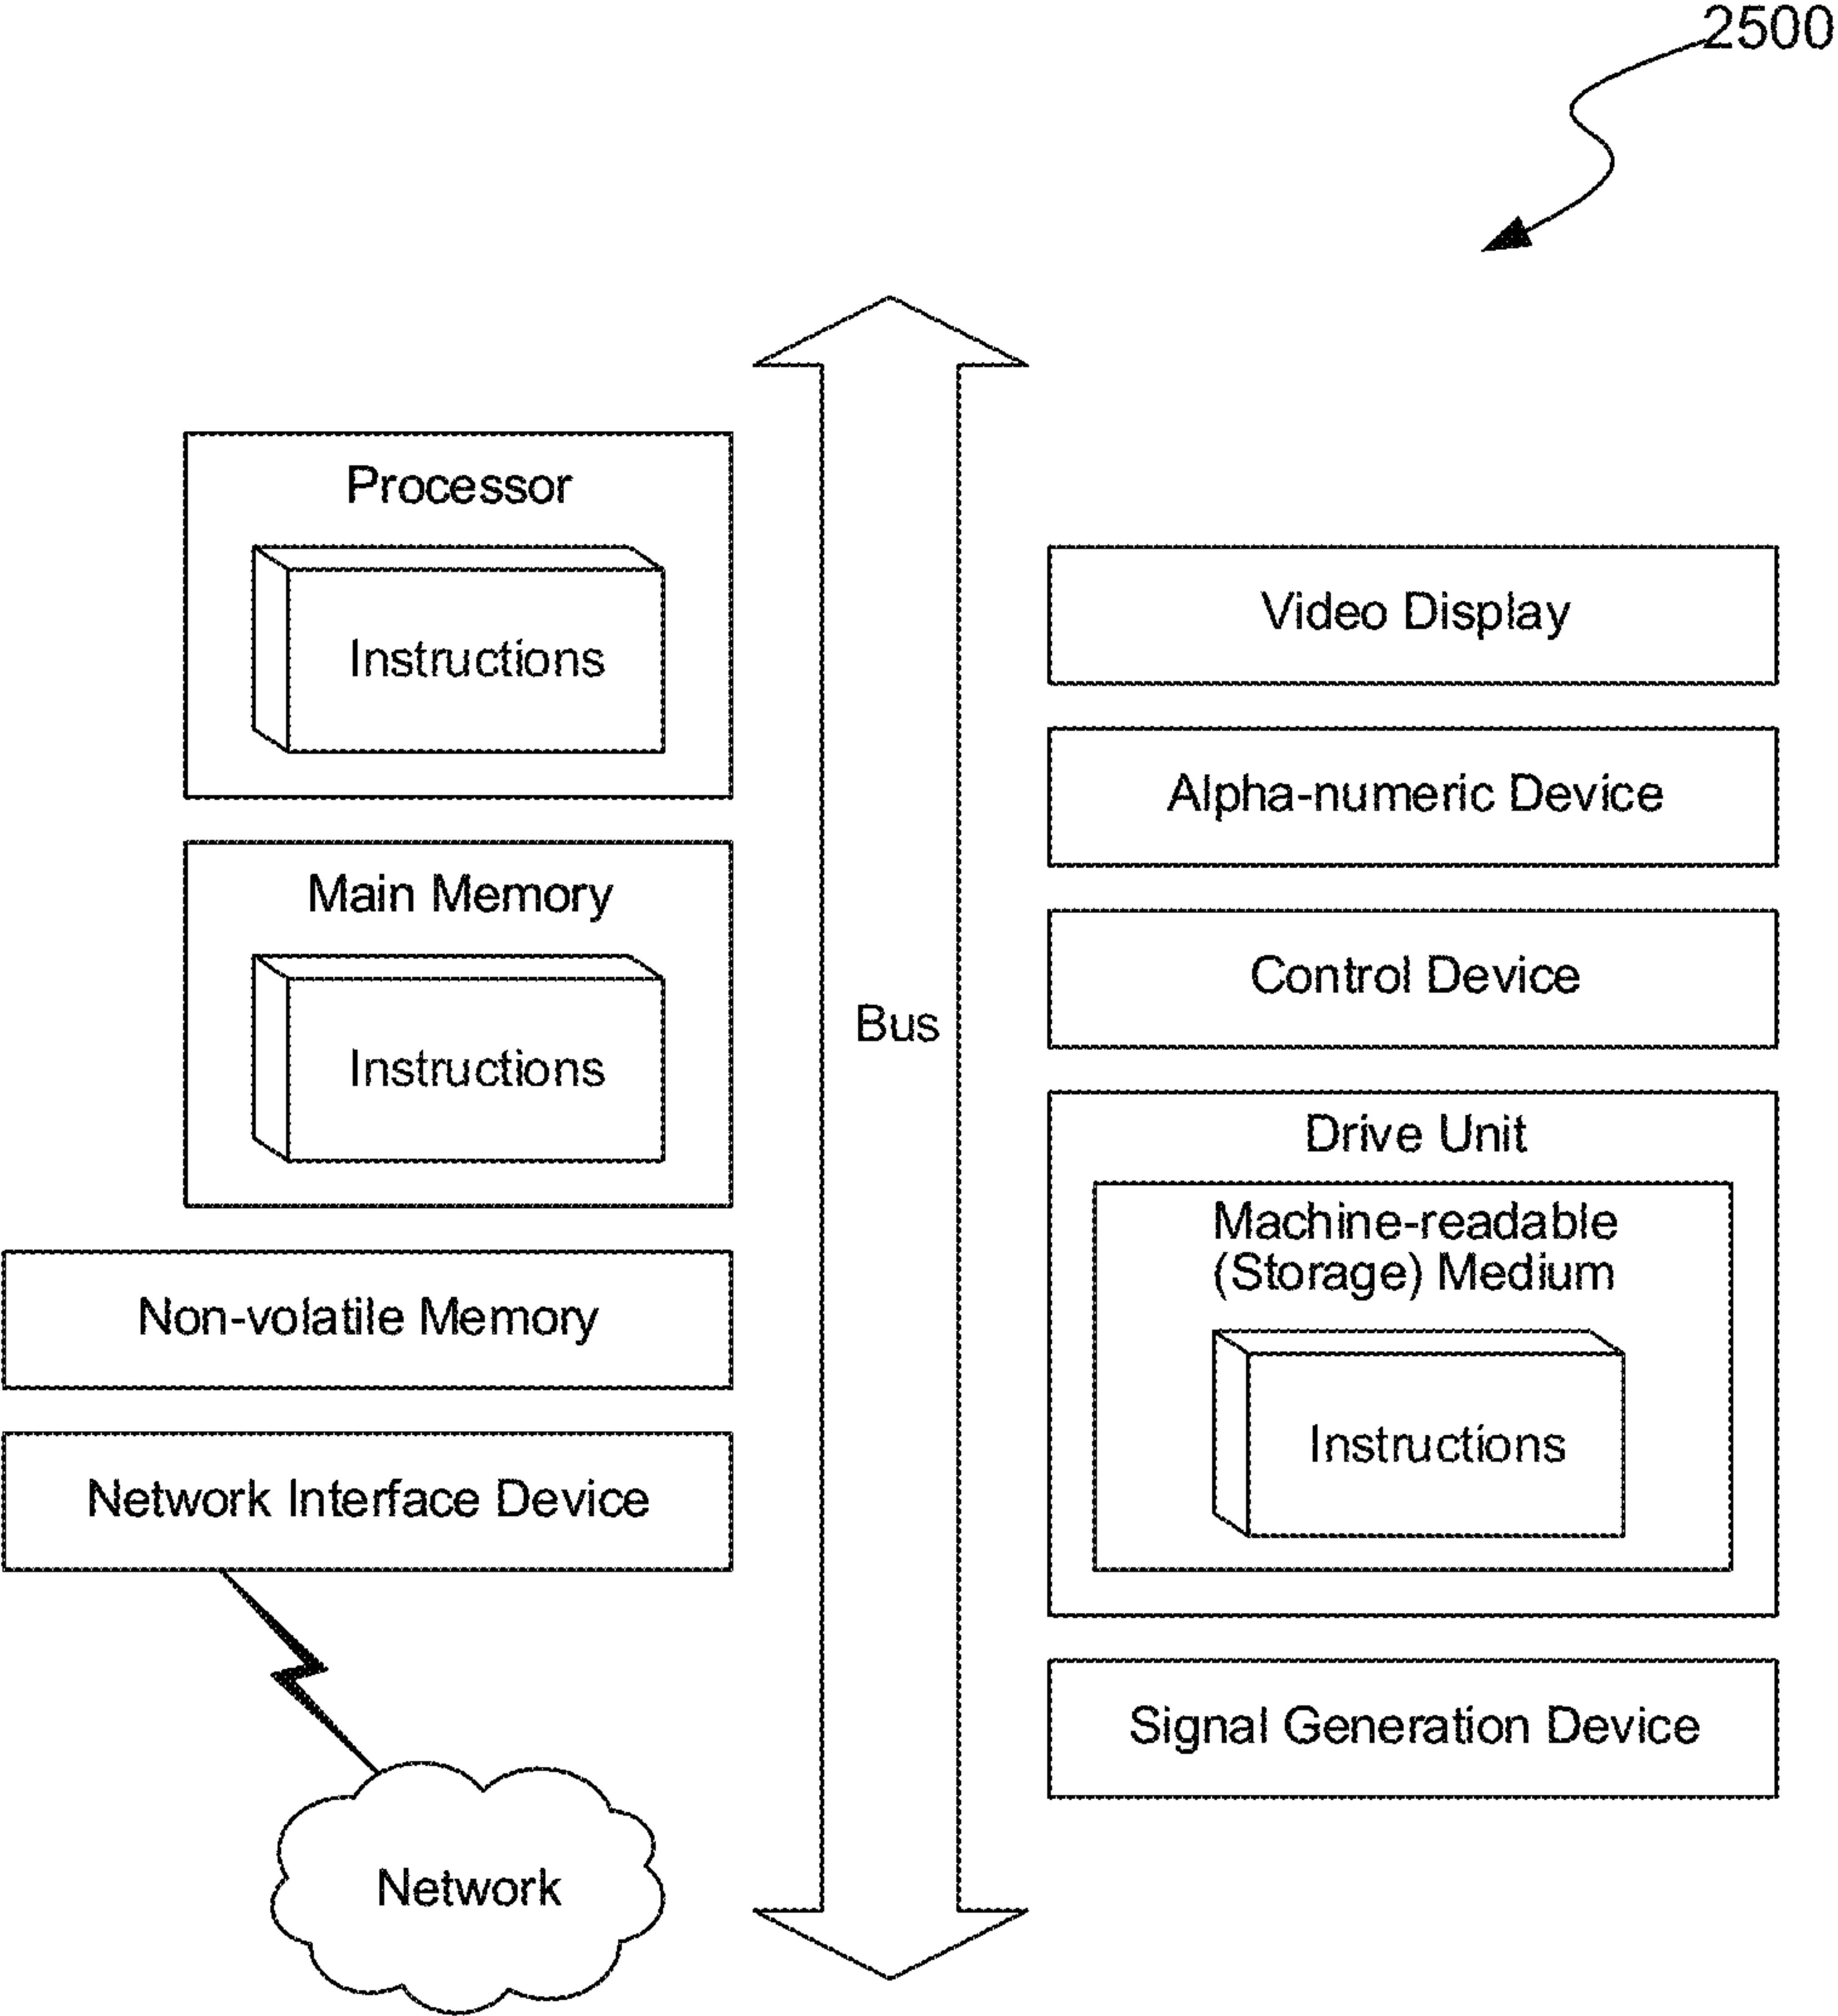 2500
Processor
Instructions
Main Memory
Instructions
Non-volatile Memory
Network Interface Device
Network
Bus
Video Display
Alpha-numeric Device
Control Device
Drive Unit
Machine-readable
(Storage) Medium
Instructions
Signal Generation Device